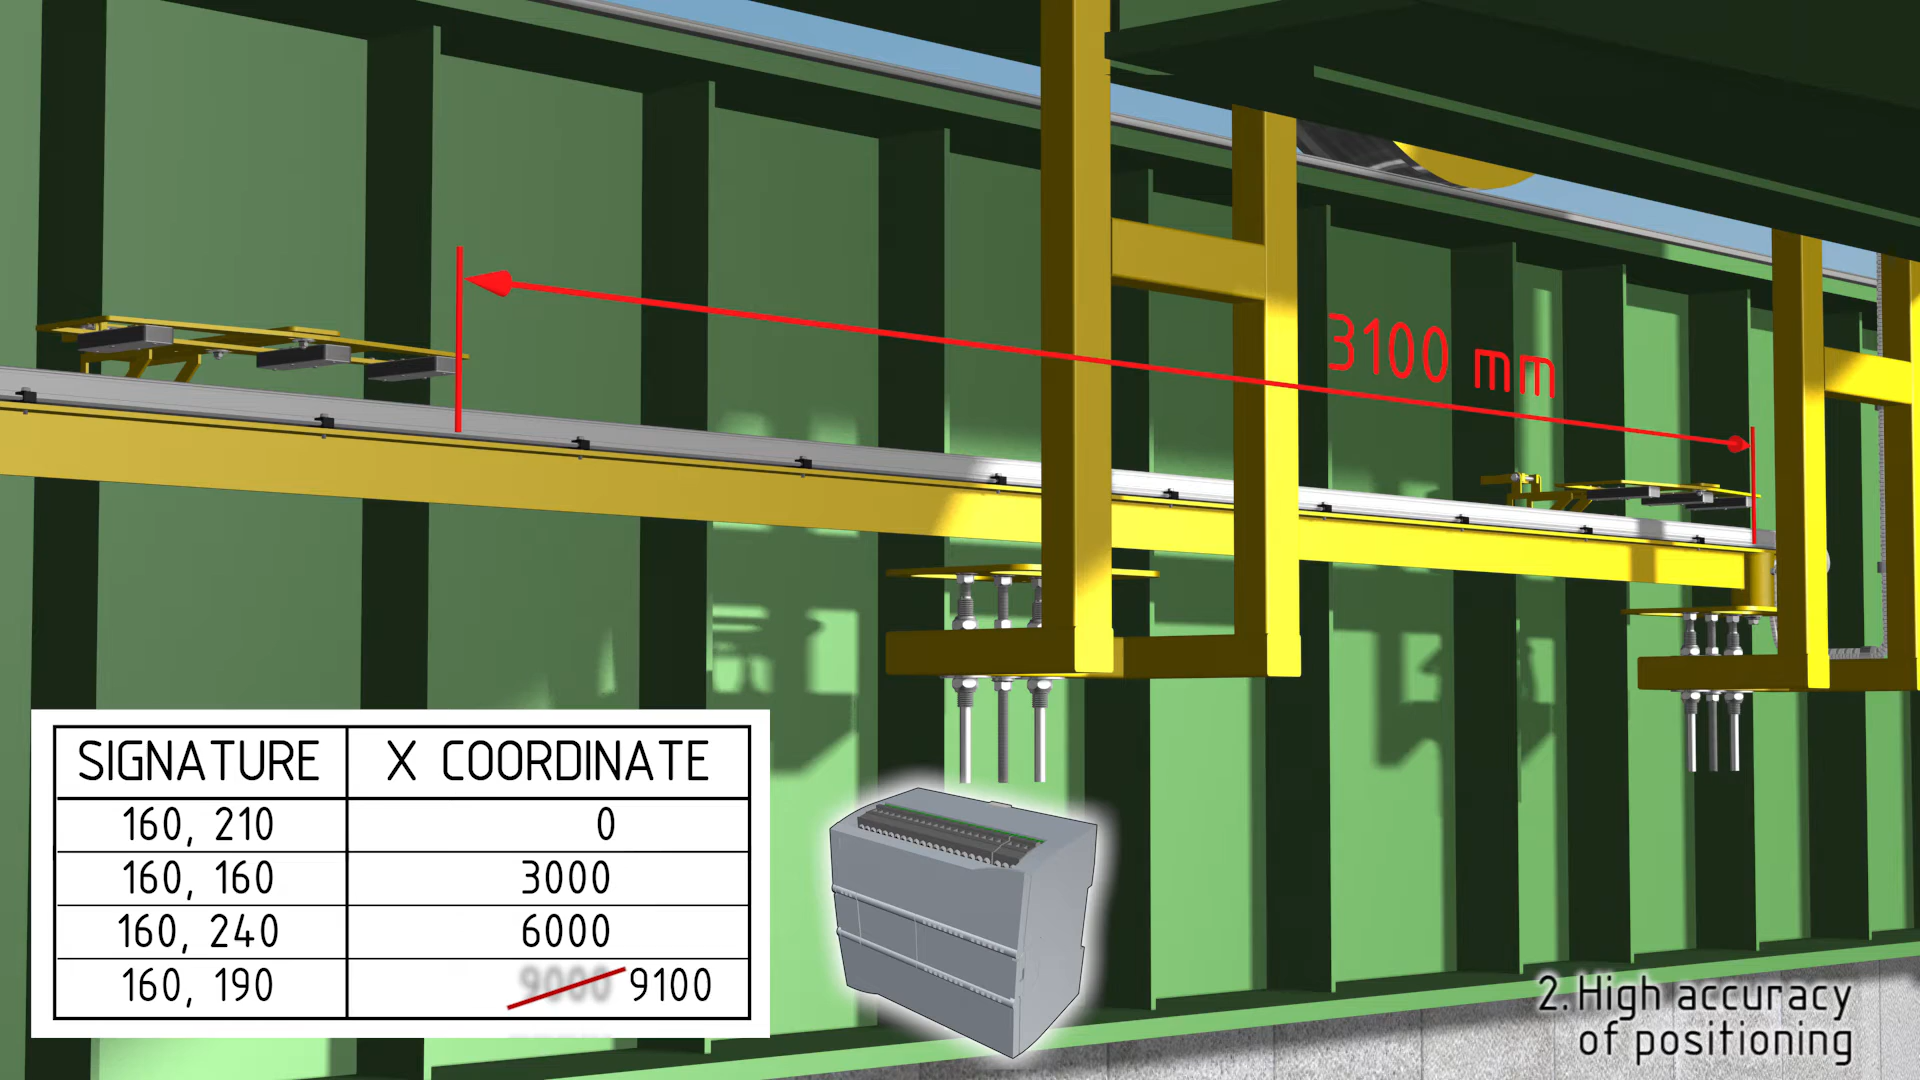 3100 mm
SIGNATURE X COORDINATE
160, 210 0
160, 160 3000
160, 240 6000
160, 190 9000 9100
2. High accuracy
of positioning